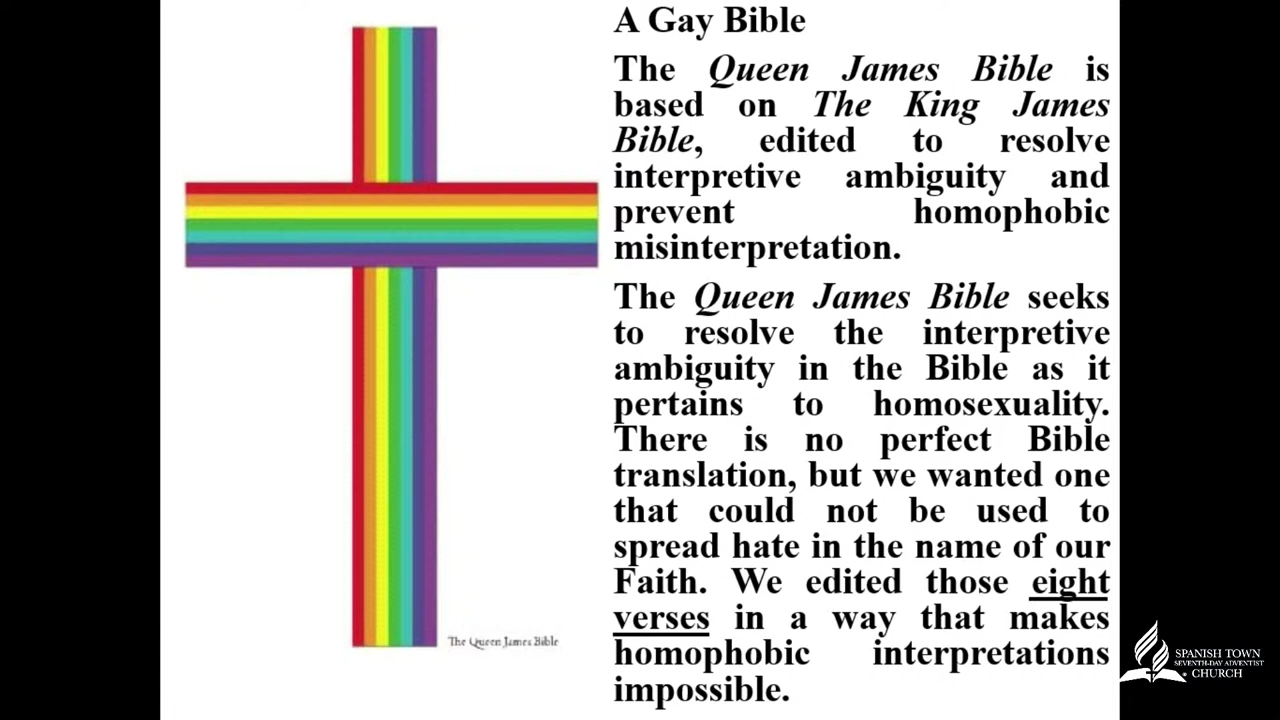 A Gay Bible
The Queen James Bible is
based on The King James
Bible, edited to resolve
interpretive ambiguity and
prevent homophobic
misinterpretation.
The Queen James Bible seeks
to resolve the interpretive
ambiguity in the Bible as it
pertains to homosexuality.
There is no perfect Bible
translation, but we wanted one
that could not be used to
spread hate in the name of our
Faith. We edited those eight
verses in a way that makes
homophobic interpretations
impossible.
The Queen James Bible
SPANISH TOWN
SEVENTH-DAY ADVENTIST
CHURCH